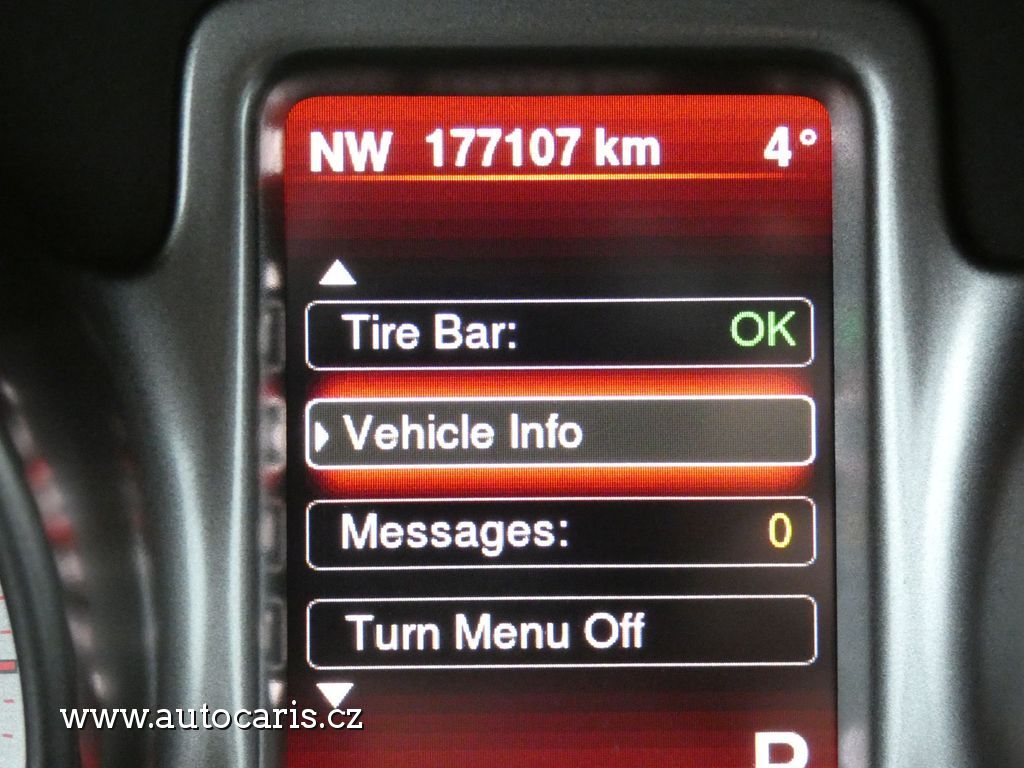 NW 177107 km 4°
Tire Bar: OK
Vehicle Info
Messages: 0
Turn Menu Off
www.autocaris.cz
P